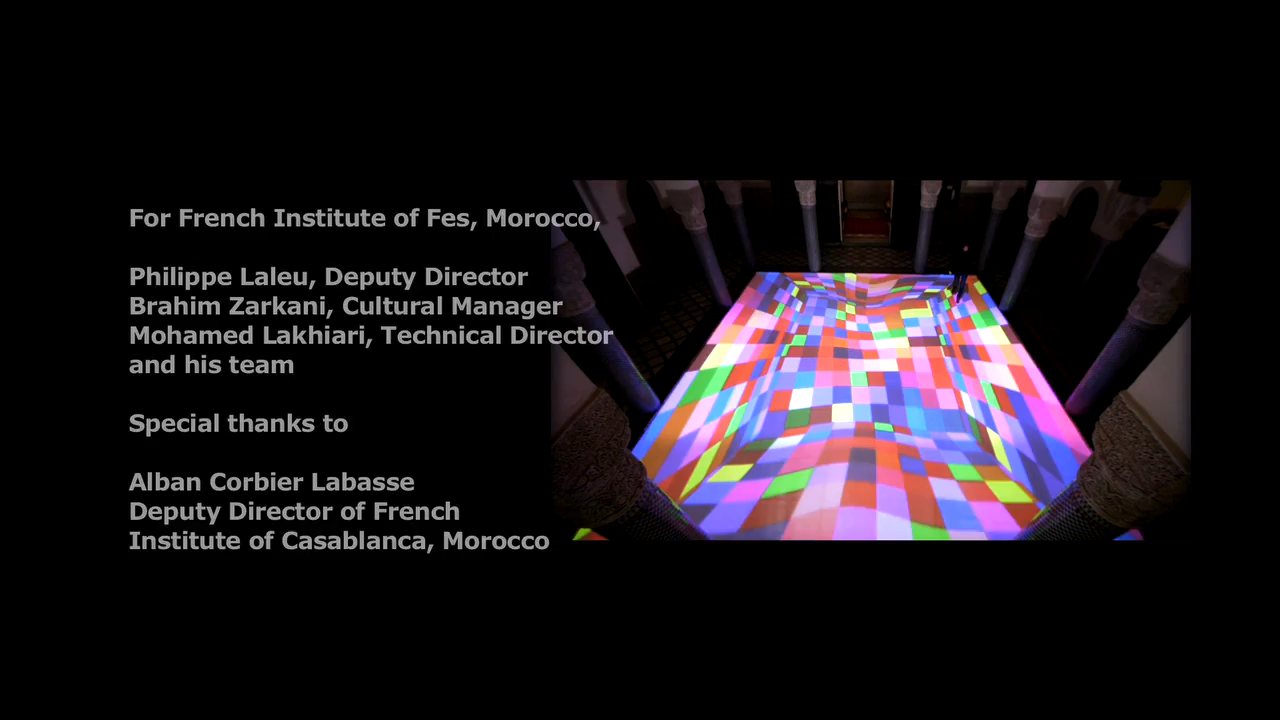 For French Institute of Fes, Morocco,
Philippe Laleu, Deputy Director
Brahim Zarkani, Cultural Manager
Mohamed Lakhiari, Technical Director
and his team
Special thanks to
Alban Corbier Labasse
Deputy Director of French
Institute of Casablanca, Morocco